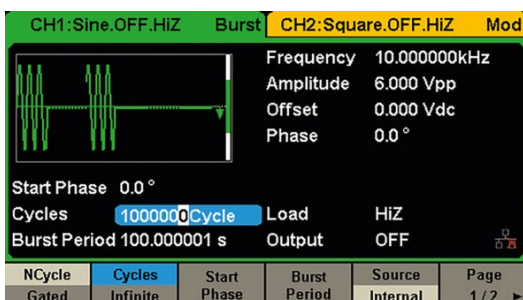 CH1:Sine.OFF.HiZ Burst CH2:Square.OFF.HiZ Mod
Frequency 10.000000kHz
Amplitude 6.000 Vpp
Offset 0.000 Vdc
Phase 0.0 °
Start Phase 0.0 °
Cycles 1000000Cycle Load HiZ
Burst Period 100.000001 s Output OFF
NCycle Cycles Start Burst Source Page
Gated Infinite Phase Period Internal 1/2 ►